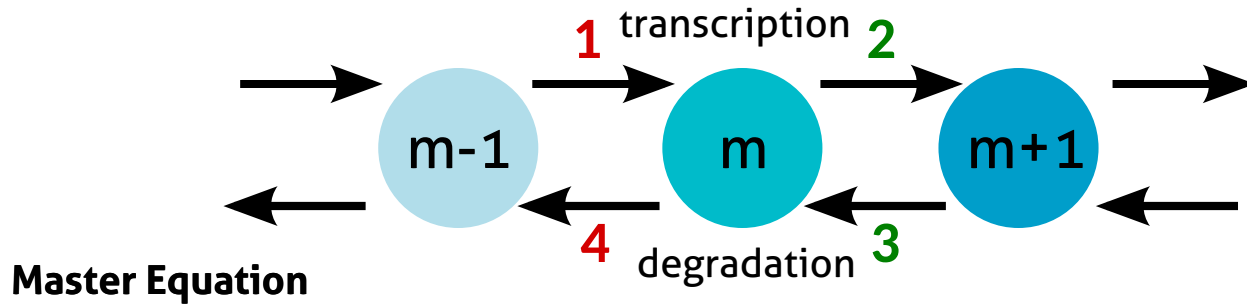 1 transcription 2
m-1 m m+1
4 degradation 3
Master Equation